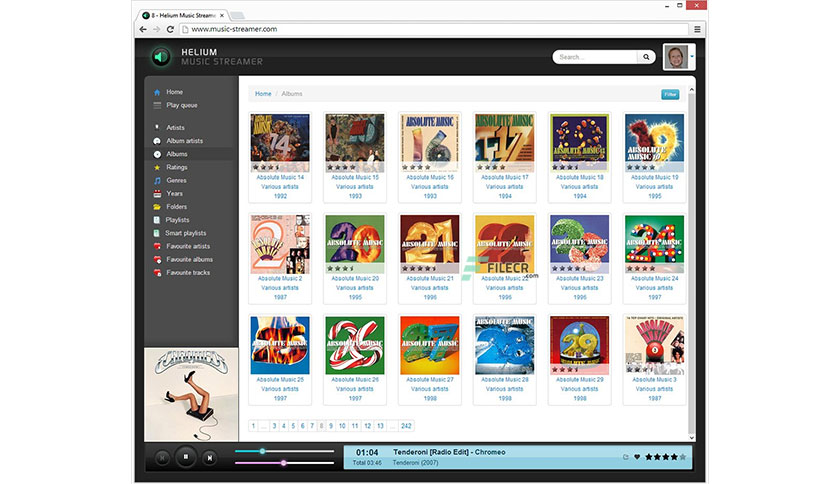 8 - Helium Music Streame
www.music-streamer.com
HELIUM
MUSIC STREAMER
Search...
Home
Play queue
Artists
Album artists
Albums
Ratings
Genres
Years
Folders
Playlists
Smart playlists
Favourite artists
Favourite albums
Favourite tracks
Home / Albums
Filter
Absolute Music 14
Various artists
1992
Absolute Music 15
Various artists
1993
Absolute Music 16
Various artists
1993
Absolute Music 17
Various artists
1994
Absolute Music 18
Various artists
1994
Absolute Music 19
Various artists
1995
Absolute Music 2
Various artists
1987
Absolute Music 20
Various artists
1995
Absolute Music 21
Various artists
1996
Absolute Music 22
Various artists
1996
Absolute Music 23
Various artists
1996
Absolute Music 24
Various artists
1997
FILECR
.com
Absolute Music 25
Various artists
1997
Absolute Music 26
Various artists
1997
Absolute Music 27
Various artists
1998
Absolute Music 28
Various artists
1998
Absolute Music 29
Various artists
1998
Absolute Music 3
Various artists
1987
1 ... 3 4 5 6 7 8 9 10 11 12 13 ... 242
01:04
Total 03:46
Tenderoni [Radio Edit] - Chromeo
Tenderoni (2007)